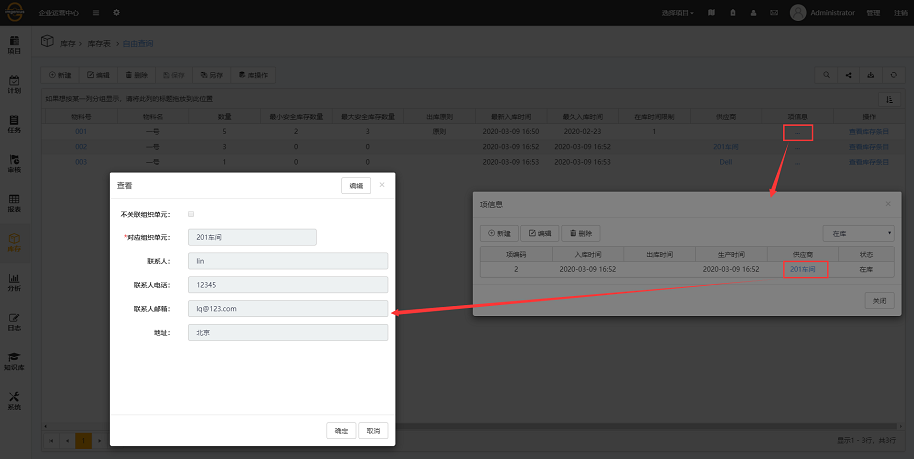 企业运营中心
选择项目
Administrator
管理
注销
项目
计划
任务
审核
报表
库存
分析
日志
知识库
系统
库存 > 库存表 > 自由查询
新建 编辑 删除 保存 另存 库操作
如果想按某一列分组显示，请将此列的标题拖放到此位置
物料号 物料名 数量 最小安全库存数量 最大安全库存数量 出库原则 最新入库时间 最久入库时间 在库时间限制 供应商 项信息 操作
001 一号 5 2 3 原则 2020-03-09 16:50 2020-02-23 1 ... 查看库存条目
002 一号 3 0 0 2020-03-09 16:52 2020-03-09 16:52 201车间 ... 查看库存条目
003 一号 1 0 0 2020-03-09 16:53 2020-03-09 16:53 Deli ... 查看库存条目
查看 编辑 ×
不关联组织单元:
*对应组织单元: 201车间
联系人: lin
联系人电话: 12345
联系人邮箱: lq@123.com
地址: 北京
确定 取消
项信息 ×
新建 编辑 删除 在库
项编码 入库时间 出库时间 生产时间 供应商 状态
2 2020-03-09 16:52 2020-03-09 16:52 201车间 在库
关闭
1
显示1 - 3行，共3行